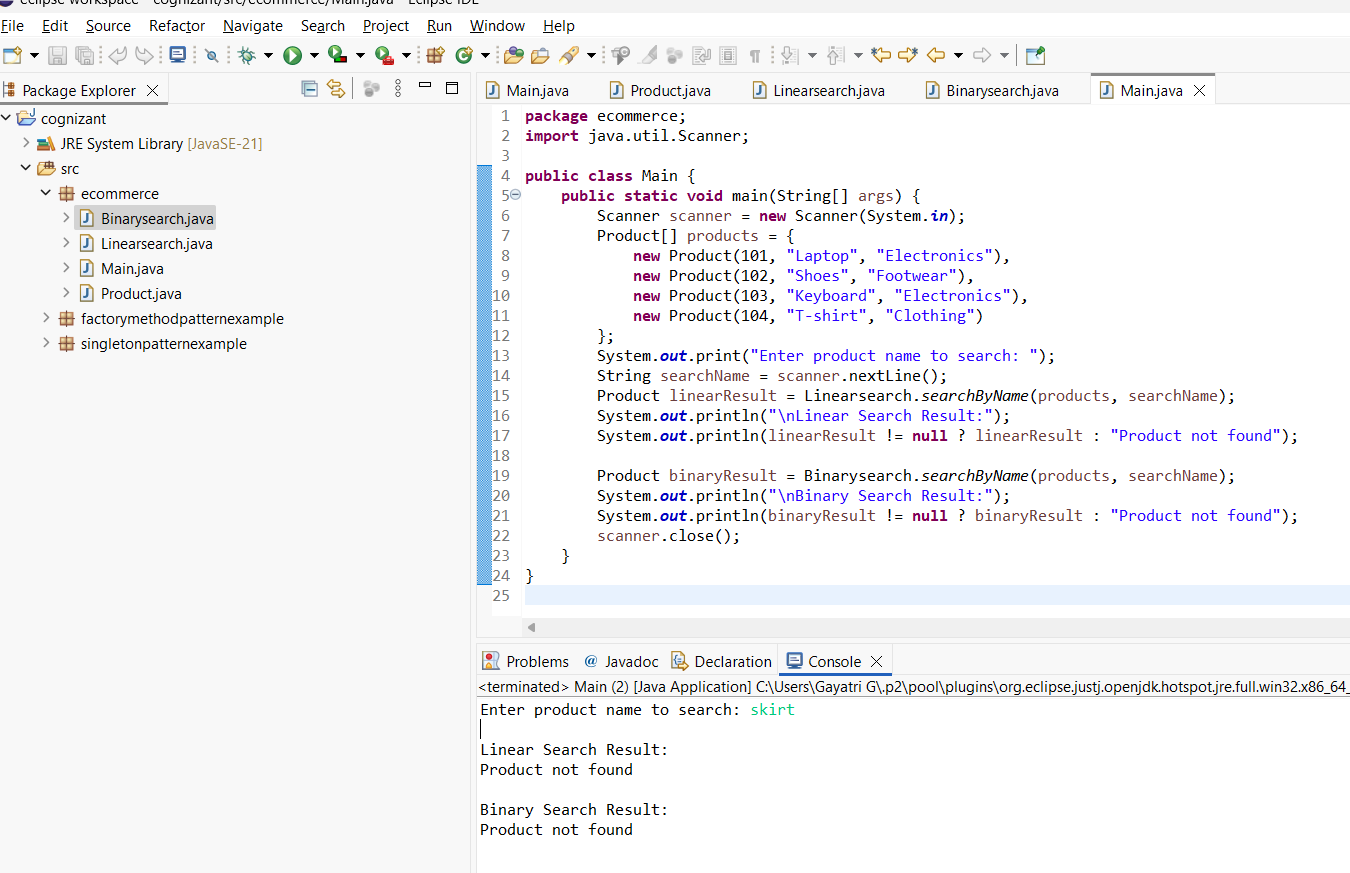 eclipse workspace - cognizant/src/ecommerce/Main.java - Eclipse IDE
File Edit Source Refactor Navigate Search Project Run Window Help
Package Explorer
cognizant
JRE System Library [JavaSE-21]
src
ecommerce
Binarysearch.java
Linearsearch.java
Main.java
Product.java
factorymethodpatternexample
singletonpatternexample
Main.java Product.java Linearsearch.java Binarysearch.java Main.java
1 package ecommerce;
2 import java.util.Scanner;
3
4 public class Main {
5 public static void main(String[] args) {
6 Scanner scanner = new Scanner(System.in);
7 Product[] products = {
8 new Product(101, "Laptop", "Electronics"),
9 new Product(102, "Shoes", "Footwear"),
10 new Product(103, "Keyboard", "Electronics"),
11 new Product(104, "T-shirt", "Clothing")
12 };
13 System.out.print("Enter product name to search: ");
14 String searchName = scanner.nextLine();
15 Product linearResult = Linearsearch.searchByName(products, searchName);
16 System.out.println("\nLinear Search Result:");
17 System.out.println(linearResult != null ? linearResult : "Product not found");
18
19 Product binaryResult = Binarysearch.searchByName(products, searchName);
20 System.out.println("\nBinary Search Result:");
21 System.out.println(binaryResult != null ? binaryResult : "Product not found");
22 scanner.close();
23 }
24 }
25
Problems @ Javadoc Declaration Console
<terminated> Main (2) [Java Application] C:\Users\Gayatri G\.p2\pool\plugins\org.eclipse.justj.openjdk.hotspot.jre.full.win32.x86_64_
Enter product name to search: skirt
Linear Search Result:
Product not found
Binary Search Result:
Product not found